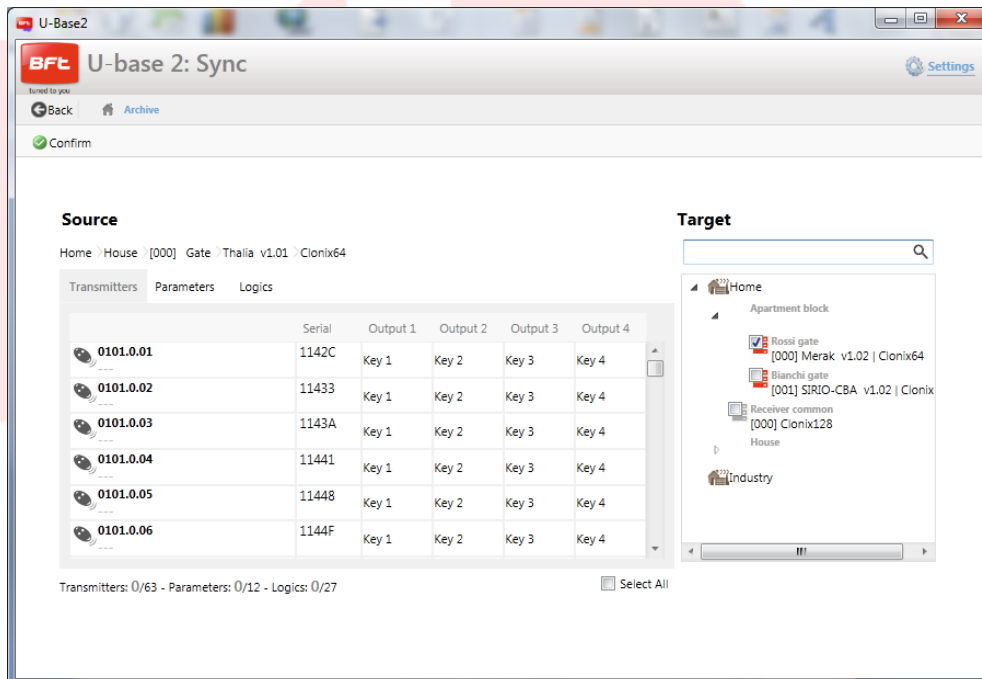 U-Base2
BFt
tuned to you
U-base 2: Sync
Settings
Back
Archive
Confirm
Source
Home House [000] Gate Thalia v1.01 Clonix64
Transmitters Parameters Logics
Serial Output 1 Output 2 Output 3 Output 4
0101.0.01 1142C Key 1 Key 2 Key 3 Key 4
---
0101.0.02 11433 Key 1 Key 2 Key 3 Key 4
---
0101.0.03 1143A Key 1 Key 2 Key 3 Key 4
---
0101.0.04 11441 Key 1 Key 2 Key 3 Key 4
---
0101.0.05 11448 Key 1 Key 2 Key 3 Key 4
---
0101.0.06 1144F Key 1 Key 2 Key 3 Key 4
---
Transmitters: 0/63 - Parameters: 0/12 - Logics: 0/27
Select All
Target
Home
Apartment block
Rossi gate
[000] Merak v1.02 | Clonix64
Bianchi gate
[001] SIRIO-CBA v1.02 | Clonix
Receiver common
[000] Clonix128
House
Industry